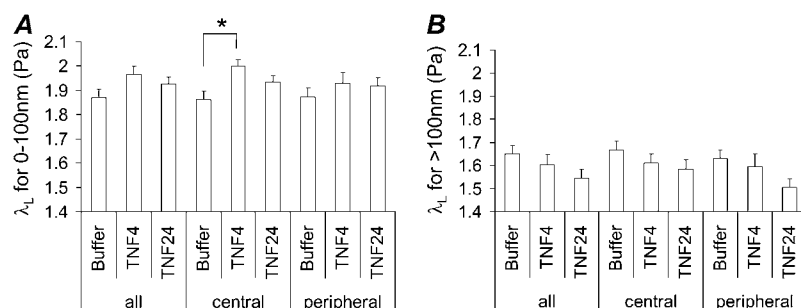 A
*
λL for 0-100nm (Pa)
2.1
2
1.9
1.8
1.7
1.6
1.5
1.4
Buffer TNF4 TNF24 Buffer TNF4 TNF24 Buffer TNF4 TNF24
all central peripheral
B
λL for >100nm (Pa)
2.1
2
1.9
1.8
1.7
1.6
1.5
1.4
Buffer TNF4 TNF24 Buffer TNF4 TNF24 Buffer TNF4 TNF24
all central peripheral